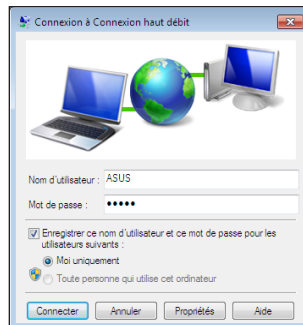 Connexion à Connexion haut débit
Nom d'utilisateur : ASUS
Mot de passe : •••••
Enregistrer ce nom d'utilisateur et ce mot de passe pour les
utilisateurs suivants :
Moi uniquement
Toute personne qui utilise cet ordinateur
Connecter Annuler Propriétés Aide